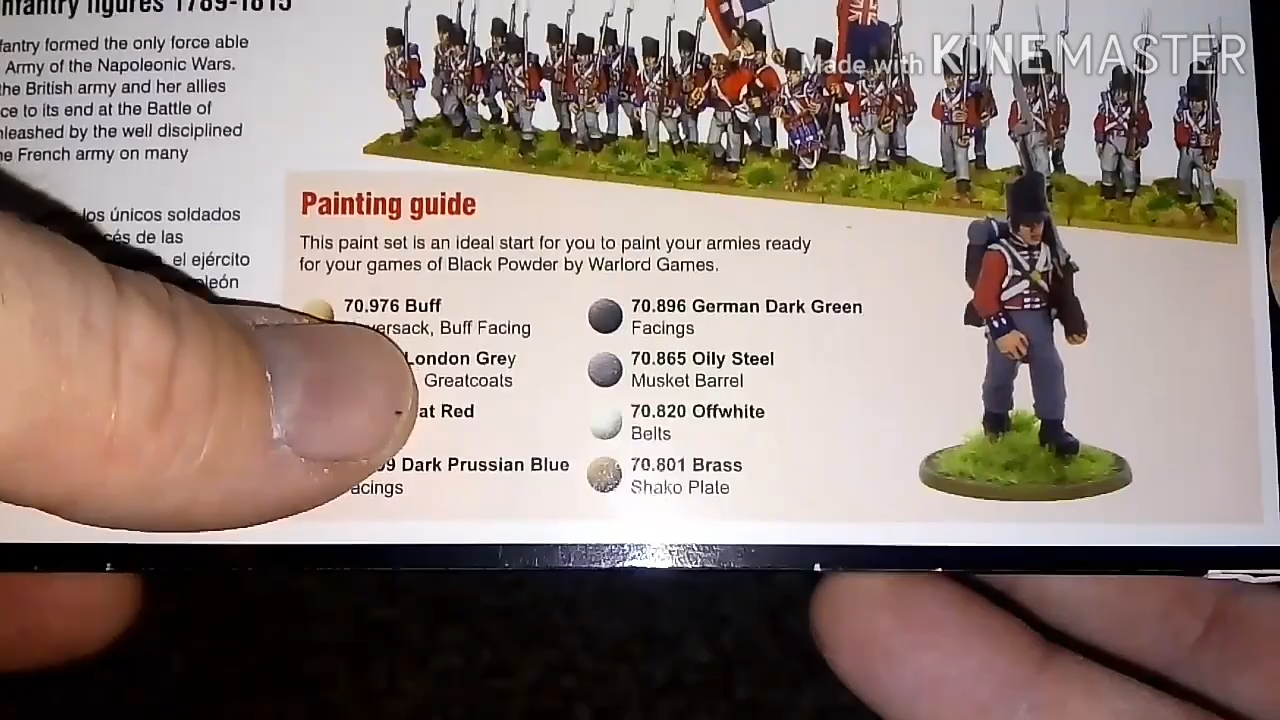 nfantry figures 1789-1815
fantry formed the only force able
Army of the Napoleonic Wars.
the British army and her allies
ce to its end at the Battle of
nleashed by the well disciplined
e French army on many
los únicos soldados
cés de las
el ejército
oleón
Made with KINEMASTER
Painting guide
This paint set is an ideal start for you to paint your armies ready
for your games of Black Powder by Warlord Games.
70.976 Buff
versack, Buff Facing
London Grey
Greatcoats
at Red
09 Dark Prussian Blue
acings
70.896 German Dark Green
Facings
70.865 Oily Steel
Musket Barrel
70.820 Offwhite
Belts
70.801 Brass
Shako Plate